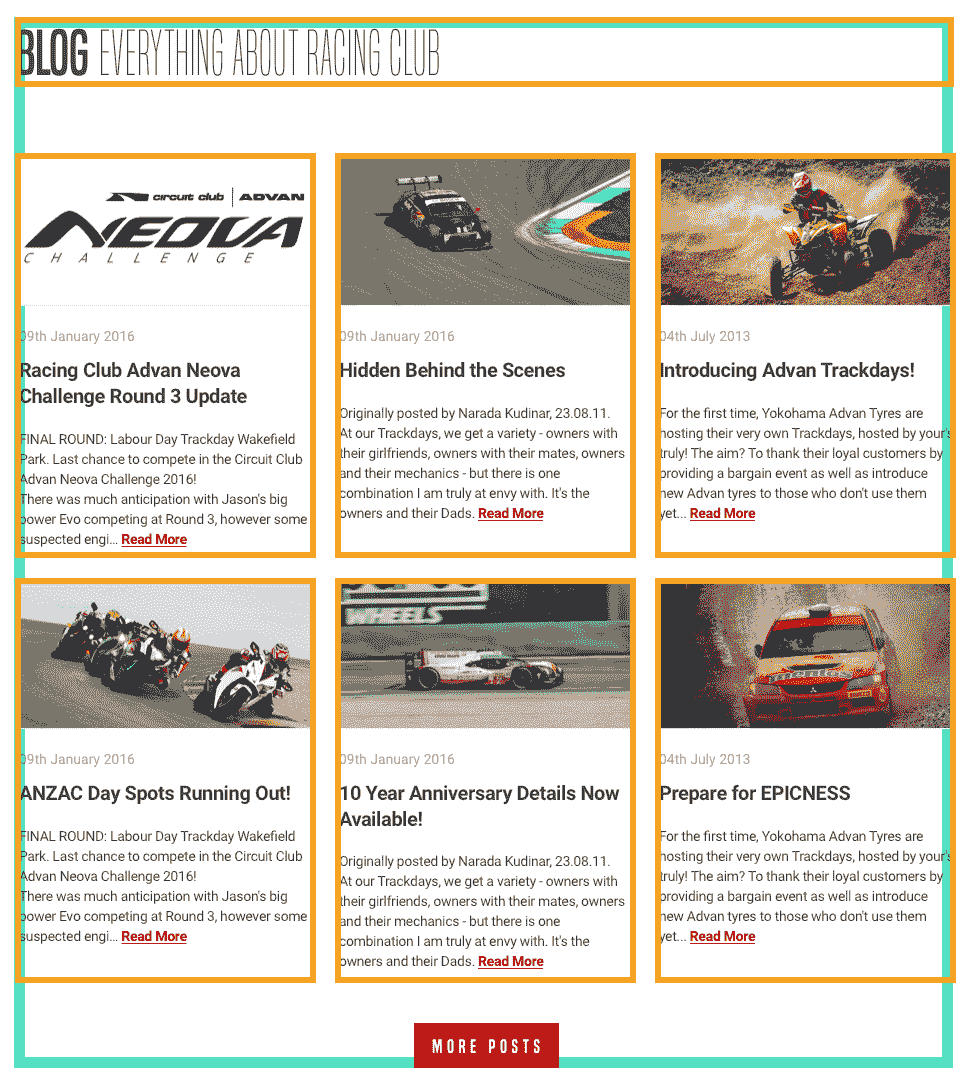 BLOG EVERYTHING ABOUT RACING CLUB
circuit club | ADVAN
NEOVA
CHALLENGE
09th January 2016
Racing Club Advan Neova
Challenge Round 3 Update
FINAL ROUND: Labour Day Trackday Wakefield
Park. Last chance to compete in the Circuit Club
Advan Neova Challenge 2016!
There was much anticipation with Jason's big
power Evo competing at Round 3, however some
suspected engi... Read More
09th January 2016
Hidden Behind the Scenes
Originally posted by Narada Kudinar, 23.08.11.
At our Trackdays, we get a variety - owners with
their girlfriends, owners with their mates, owners
and their mechanics - but there is one
combination I am truly at envy with. It's the
owners and their Dads. Read More
04th July 2013
Introducing Advan Trackdays!
For the first time, Yokohama Advan Tyres are
hosting their very own Trackdays, hosted by your's
truly! The aim? To thank their loyal customers by
providing a bargain event as well as introduce
new Advan tyres to those who don't use them
yet... Read More
WHEELS
09th January 2016
ANZAC Day Spots Running Out!
FINAL ROUND: Labour Day Trackday Wakefield
Park. Last chance to compete in the Circuit Club
Advan Neova Challenge 2016!
There was much anticipation with Jason's big
power Evo competing at Round 3, however some
suspected engi... Read More
09th January 2016
10 Year Anniversary Details Now
Available!
Originally posted by Narada Kudinar, 23.08.11.
At our Trackdays, we get a variety - owners with
their girlfriends, owners with their mates, owners
and their mechanics - but there is one
combination I am truly at envy with. It's the
owners and their Dads. Read More
04th July 2013
Prepare for EPICNESS
For the first time, Yokohama Advan Tyres are
hosting their very own Trackdays, hosted by your's
truly! The aim? To thank their loyal customers by
providing a bargain event as well as introduce
new Advan tyres to those who don't use them
yet... Read More
MORE POSTS